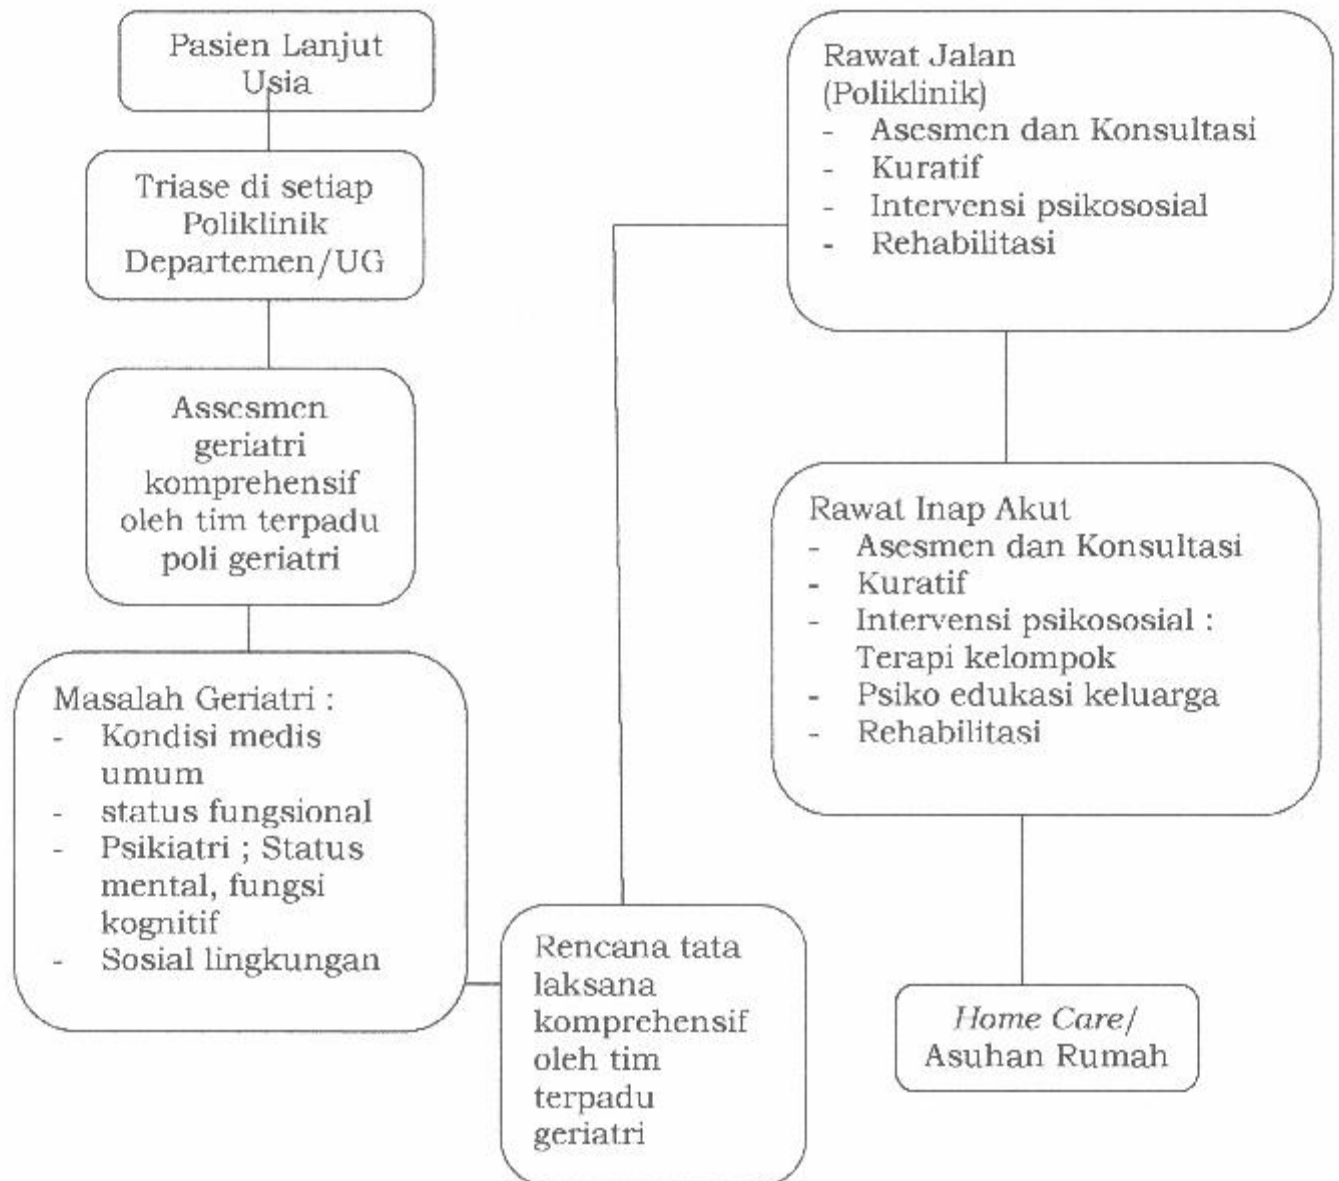 Pasien Lanjut
Usia
Triase di setiap
Poliklinik
Departemen/UG
Assesmen
geriatri
komprehensif
oleh tim terpadu
poli geriatri
Masalah Geriatri :
- Kondisi medis
umum
- status fungsional
- Psikiatri ; Status
mental, fungsi
kognitif
- Sosial lingkungan
Rencana tata
laksana
komprehensif
oleh tim
terpadu
geriatri
Rawat Jalan
(Poliklinik)
- Asesmen dan Konsultasi
- Kuratif
- Intervensi psikososial
- Rehabilitasi
Rawat Inap Akut
- Asesmen dan Konsultasi
- Kuratif
- Intervensi psikososial :
Terapi kelompok
- Psiko edukasi keluarga
- Rehabilitasi
Home Care/
Asuhan Rumah